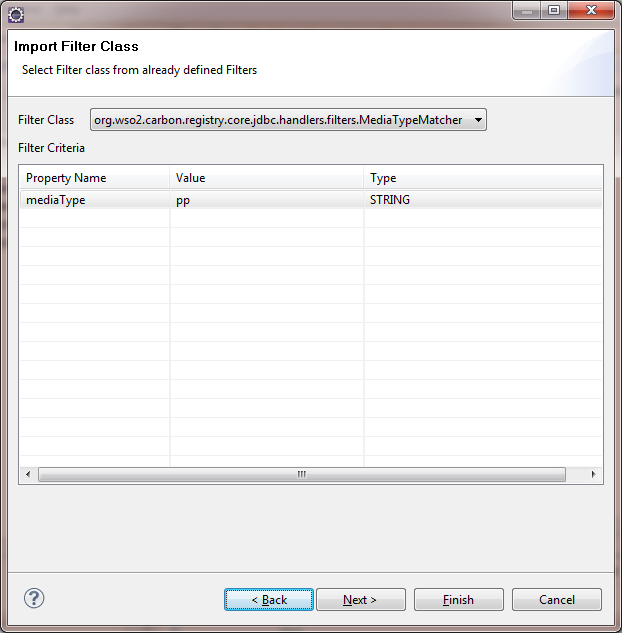 Import Filter Class
Select Filter class from already defined Filters
Filter Class org.wso2.carbon.registry.core.jdbc.handlers.filters.MediaTypeMatcher
Filter Criteria
Property Name Value Type
mediaType pp STRING
? < Back Next > Finish Cancel